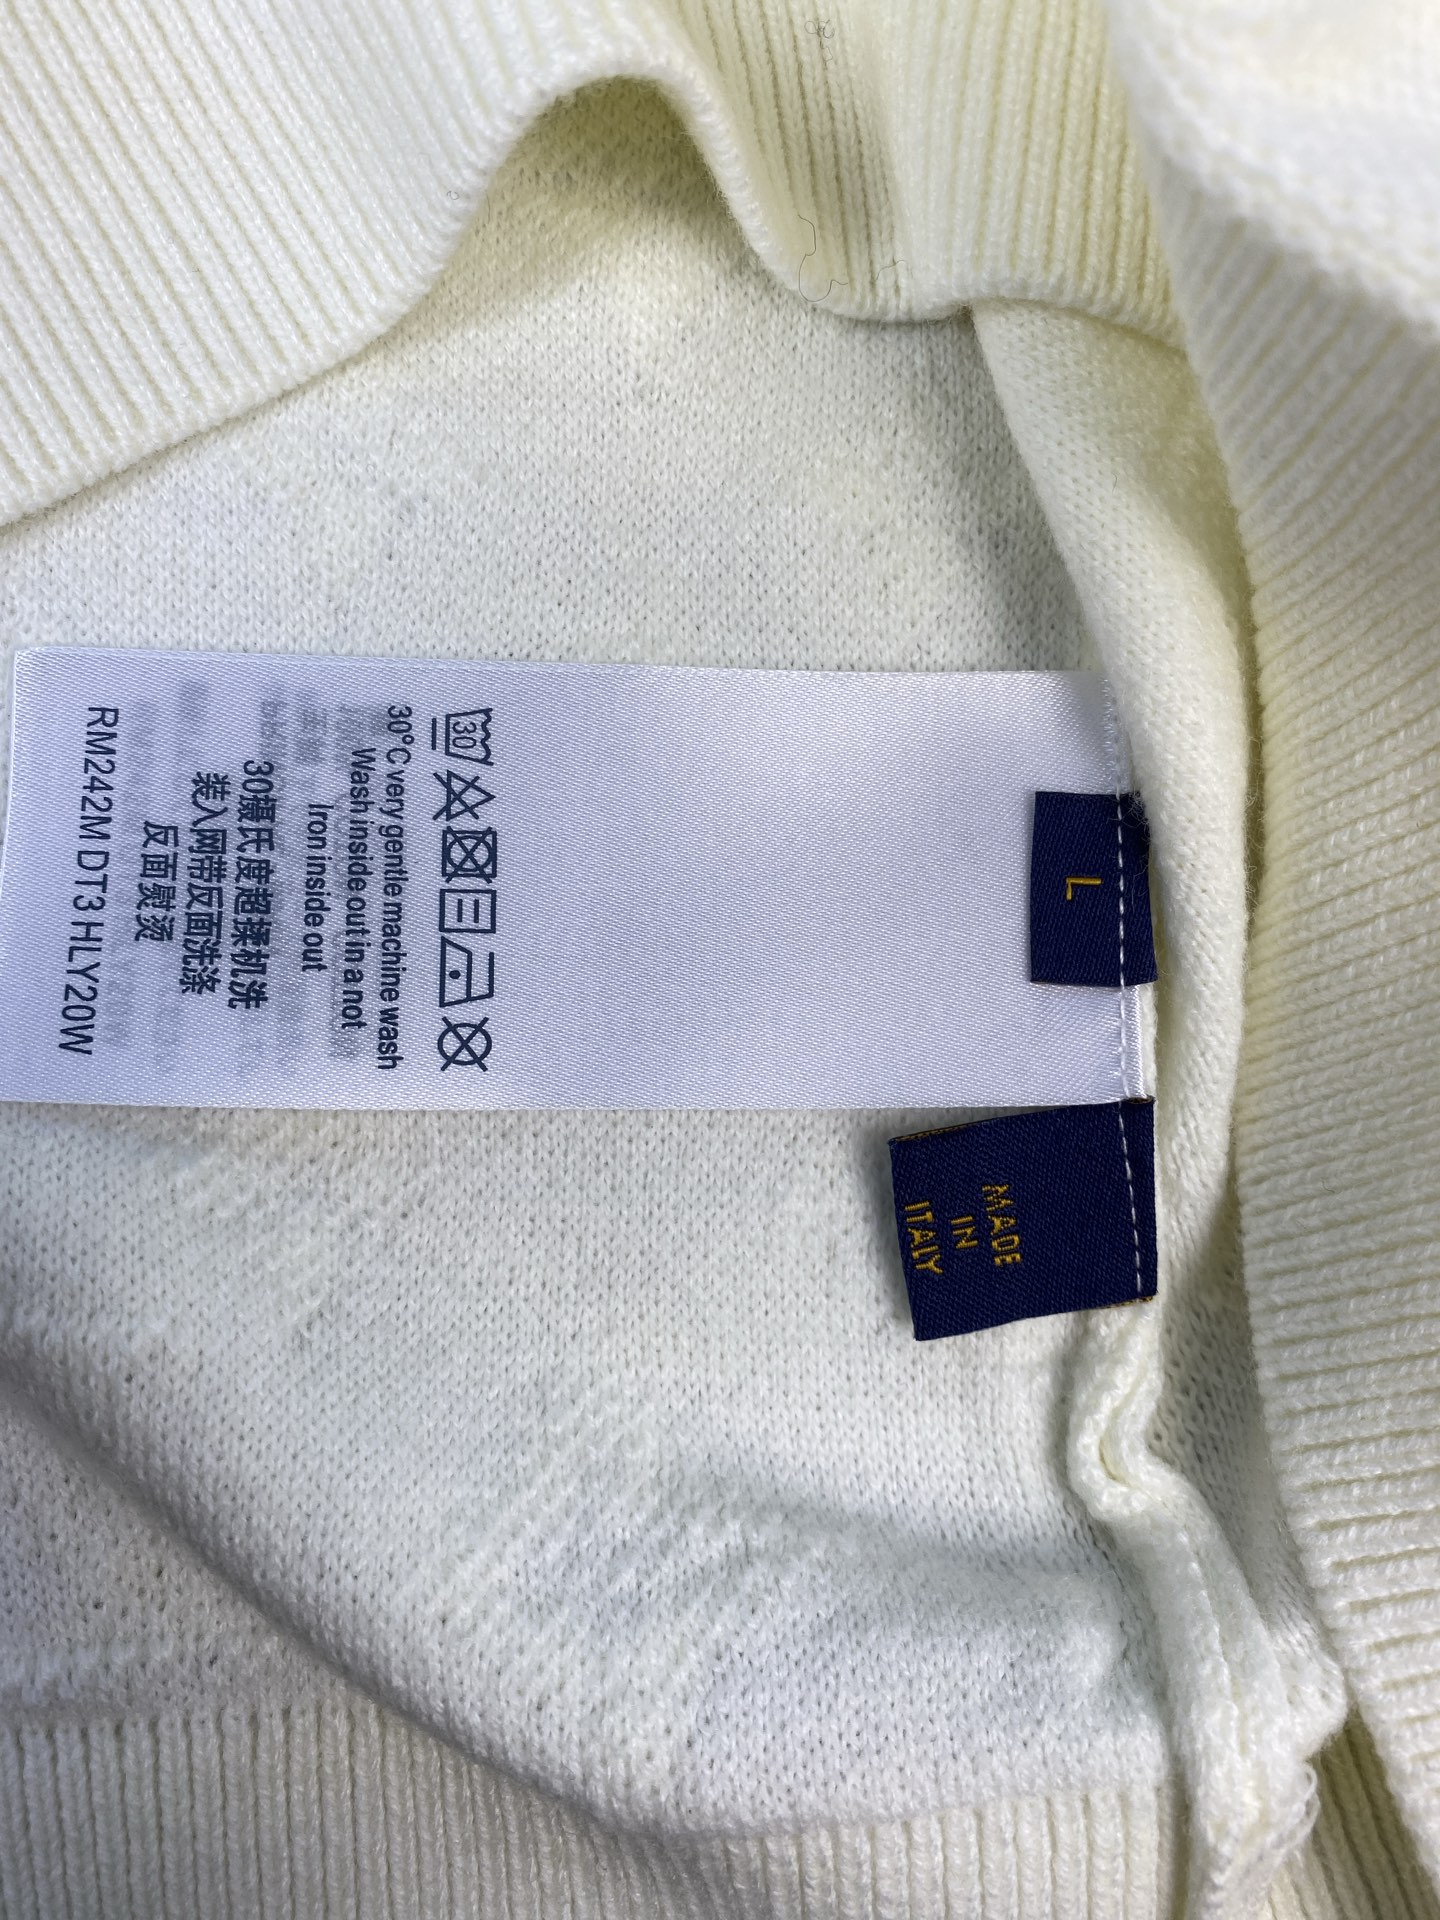 L
30
30°C very gentle machine wash
Wash inside out in a not
Iron inside out
30摄氏度超揉机洗
装入网带反面洗涤
反面熨烫
RM242M DT3 HLY20W
MADE
IN
ITALY